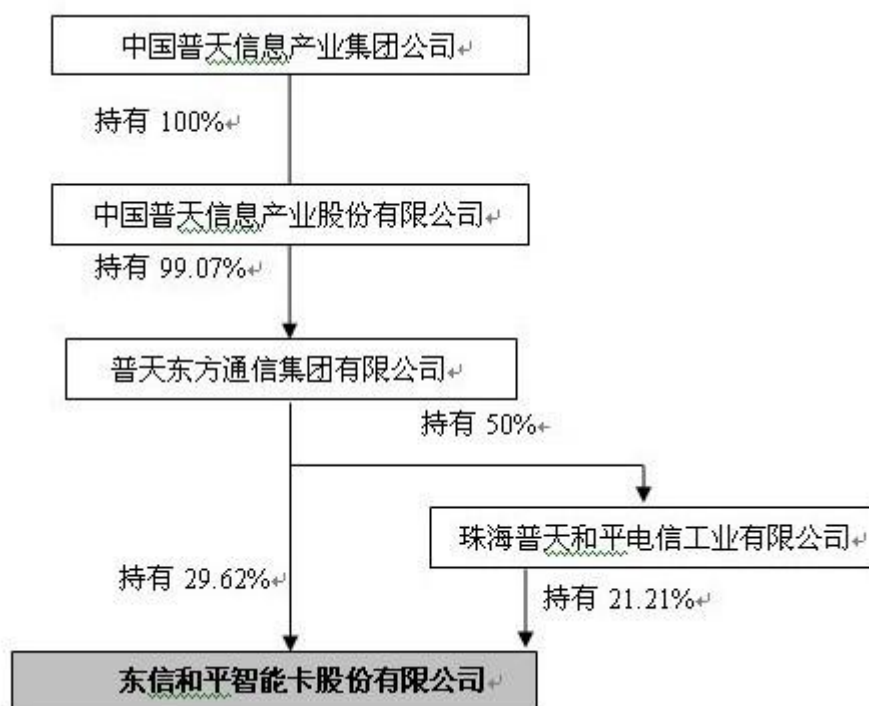 中国普天信息产业集团公司
持有 100%
中国普天信息产业股份有限公司
持有 99.07%
普天东方通信集团有限公司
持有 50%
珠海普天和平电信工业有限公司
持有 29.62%
持有 21.21%
东信和平智能卡股份有限公司